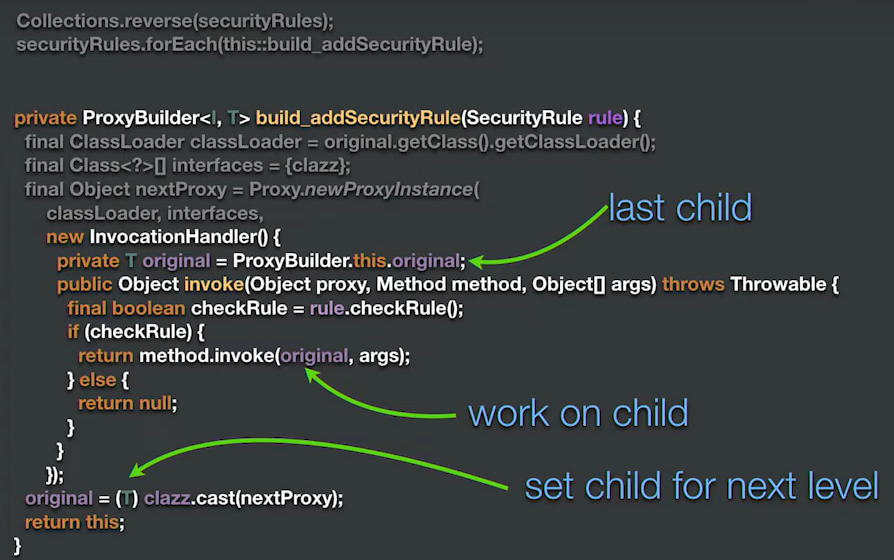 Collections.reverse(securityRules);
securityRules.forEach(this::build_addSecurityRule);
private ProxyBuilder<I, T> build_addSecurityRule(SecurityRule rule) {
final ClassLoader classLoader = original.getClass().getClassLoader();
final Class<?>[] interfaces = {clazz};
final Object nextProxy = Proxy.newProxyInstance(
classLoader, interfaces,
last child
new InvocationHandler() {
private T original = ProxyBuilder.this.original;
public Object invoke(Object proxy, Method method, Object[] args) throws Throwable {
final boolean checkRule = rule.checkRule();
if (checkRule) {
return method.invoke(original, args);
} else {
return null;
work on child
}
}
});
set child for next level
original = (T) clazz.cast(nextProxy);
return this;
}